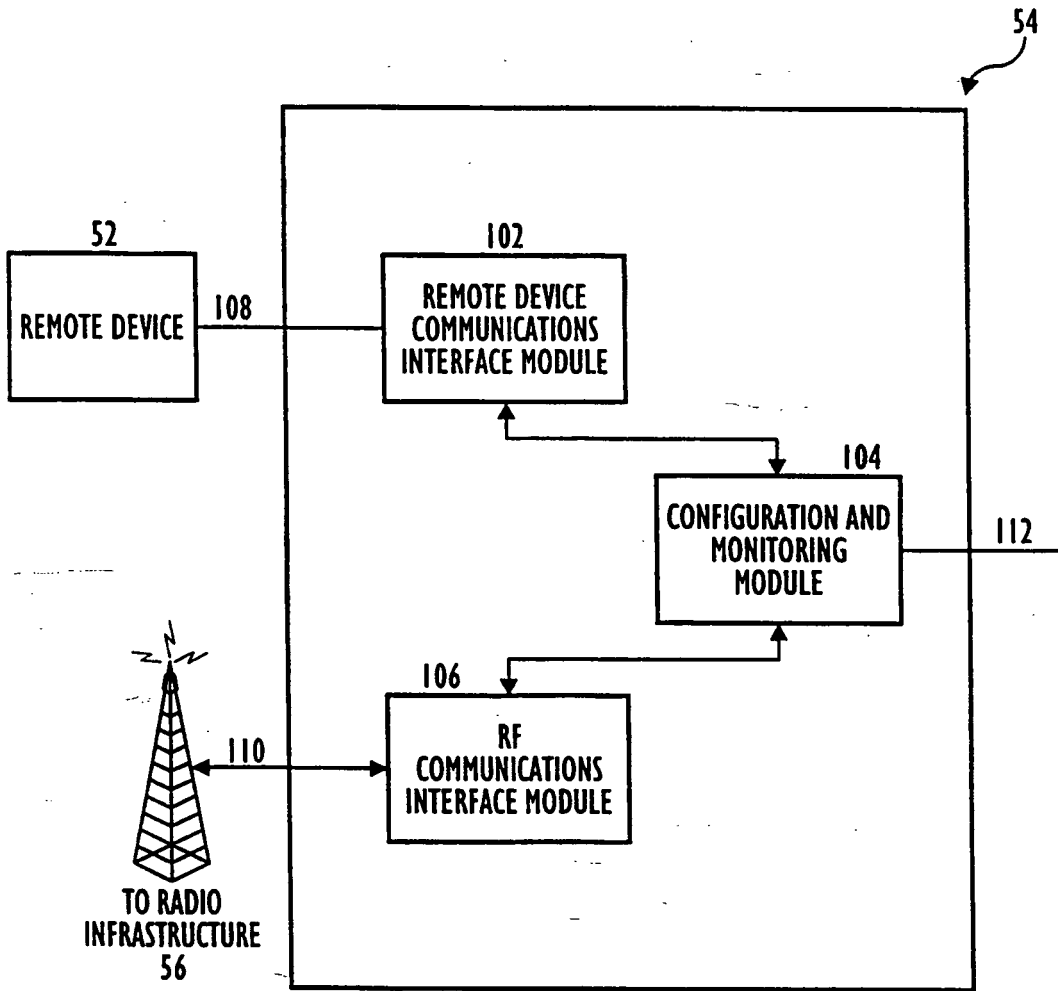 54
52
REMOTE DEVICE
108
102
REMOTE DEVICE
COMMUNICATIONS
INTERFACE MODULE
104
CONFIGURATION AND
MONITORING
MODULE
112
106
RF
COMMUNICATIONS
INTERFACE MODULE
110
TO RADIO
INFRASTRUCTURE
56